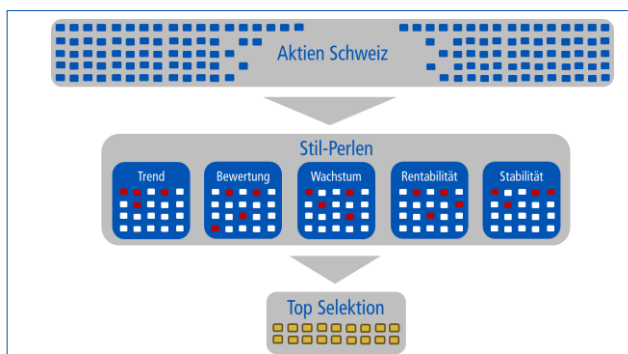 Aktien Schweiz
Stil-Perlen
Trend
Bewertung
Wachstum
Rentabilität
Stabilität
Top Selektion